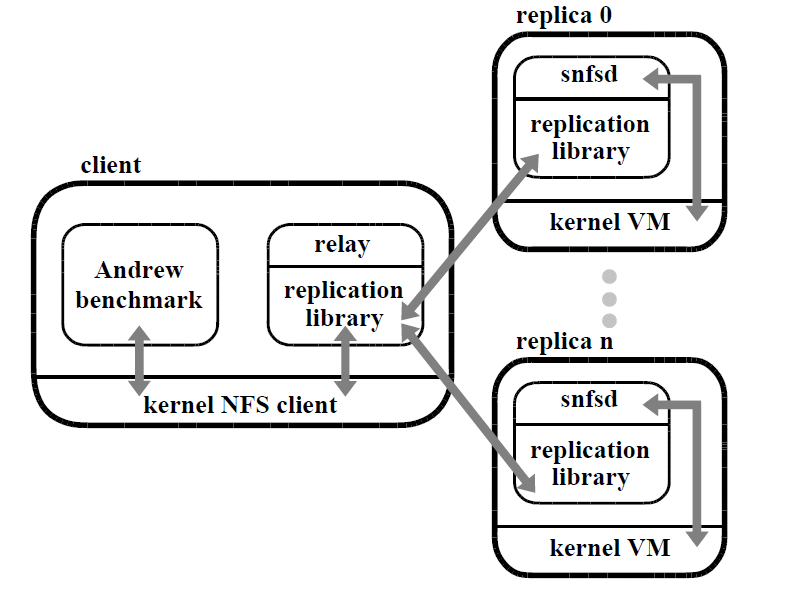 replica 0
snfsd
replication
library
kernel VM
client
Andrew
benchmark
relay
replication
library
kernel NFS client
replica n
snfsd
replication
library
kernel VM